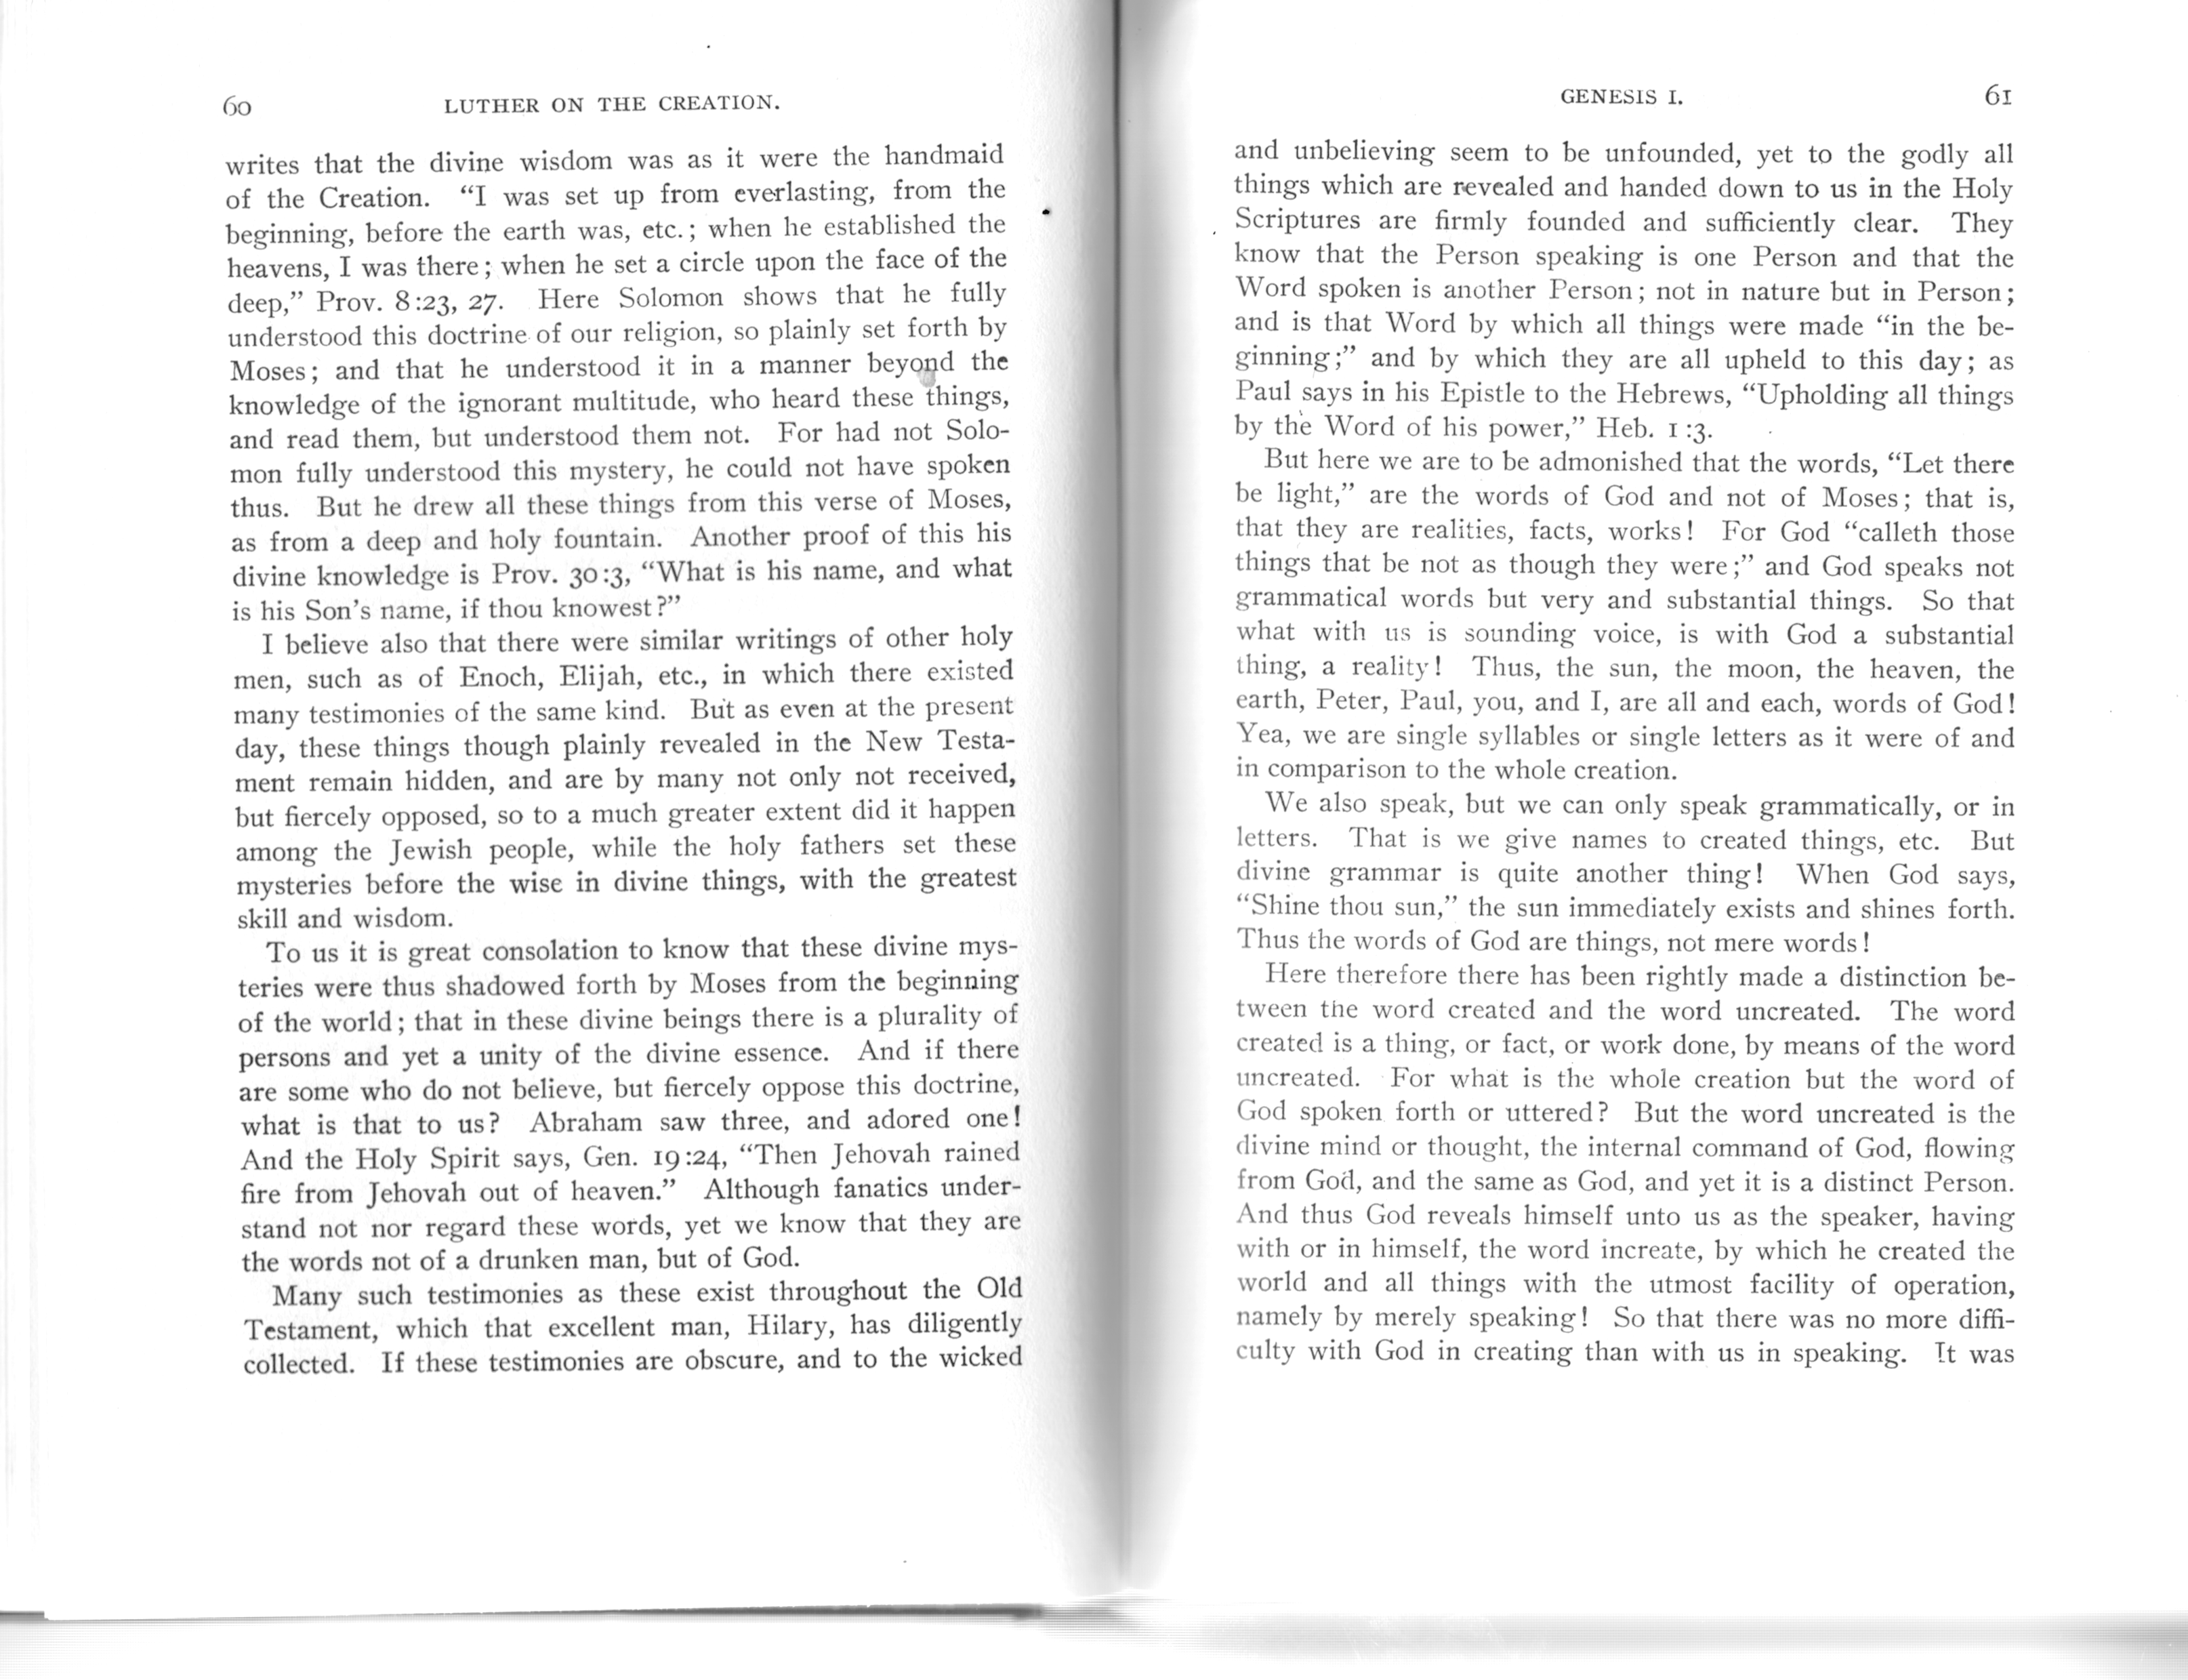 60 LUTHER ON THE CREATION.
writes that the divine wisdom was as it were the handmaid
of the Creation. “I was set up from everlasting, from the
beginning, before the earth was, etc.; when he established the
heavens, I was there; when he set a circle upon the face of the
deep,” Prov. 8:23, 27. Here Solomon shows that he fully
understood this doctrine of our religion, so plainly set forth by
Moses; and that he understood it in a manner beyond the
knowledge of the ignorant multitude, who heard these things,
and read them, but understood them not. For had not Solo-
mon fully understood this mystery, he could not have spoken
thus. But he drew all these things from this verse of Moses,
as from a deep and holy fountain. Another proof of this his
divine knowledge is Prov. 30:3, “What is his name, and what
is his Son’s name, if thou knowest?”
I believe also that there were similar writings of other holy
men, such as of Enoch, Elijah, etc., in which there existed
many testimonies of the same kind. But as even at the present
day, these things though plainly revealed in the New Testa-
ment remain hidden, and are by many not only not received,
but fiercely opposed, so to a much greater extent did it happen
among the Jewish people, while the holy fathers set these
mysteries before the wise in divine things, with the greatest
skill and wisdom.
To us it is great consolation to know that these divine mys-
teries were thus shadowed forth by Moses from the beginning
of the world; that in these divine beings there is a plurality of
persons and yet a unity of the divine essence. And if there
are some who do not believe, but fiercely oppose this doctrine,
what is that to us? Abraham saw three, and adored one!
And the Holy Spirit says, Gen. 19:24, “Then Jehovah rained
fire from Jehovah out of heaven.” Although fanatics under-
stand not nor regard these words, yet we know that they are
the words not of a drunken man, but of God.
Many such testimonies as these exist throughout the Old
Testament, which that excellent man, Hilary, has diligently
collected. If these testimonies are obscure, and to the wicked
GENESIS I. 61
and unbelieving seem to be unfounded, yet to the godly all
things which are revealed and handed down to us in the Holy
Scriptures are firmly founded and sufficiently clear. They
know that the Person speaking is one Person and that the
Word spoken is another Person; not in nature but in Person;
and is that Word by which all things were made “in the be-
ginning;” and by which they are all upheld to this day; as
Paul says in his Epistle to the Hebrews, “Upholding all things
by the Word of his power,” Heb. 1:3.
But here we are to be admonished that the words, “Let there
be light,” are the words of God and not of Moses; that is,
that they are realities, facts, works! For God “calleth those
things that be not as though they were;” and God speaks not
grammatical words but very and substantial things. So that
what with us is sounding voice, is with God a substantial
thing, a reality! Thus, the sun, the moon, the heaven, the
earth, Peter, Paul, you, and I, are all and each, words of God!
Yea, we are single syllables or single letters as it were of and
in comparison to the whole creation.
We also speak, but we can only speak grammatically, or in
letters. That is we give names to created things, etc. But
divine grammar is quite another thing! When God says,
“Shine thou sun,” the sun immediately exists and shines forth.
Thus the words of God are things, not mere words!
Here therefore there has been rightly made a distinction be-
tween the word created and the word uncreated. The word
created is a thing, or fact, or work done, by means of the word
uncreated. For what is the whole creation but the word of
God spoken forth or uttered? But the word uncreated is the
divine mind or thought, the internal command of God, flowing
from God, and the same as God, and yet it is a distinct Person.
And thus God reveals himself unto us as the speaker, having
with or in himself, the word increate, by which he created the
world and all things with the utmost facility of operation,
namely by merely speaking! So that there was no more diffi-
culty with God in creating than with us in speaking. It was